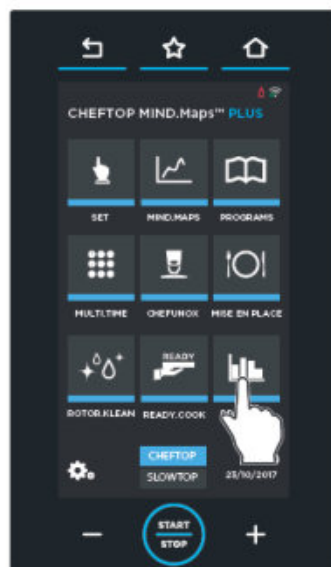 CHEFTOP MIND.Maps™ PLUS
SET MIND.MAPS PROGRAMS
MULTI.TIME CHEFUNOX MISE EN PLACE
READY
ROTOR.KLEAN READY.COOK
CHEFTOP
SLOWTOP 23/10/2017
START
STOP